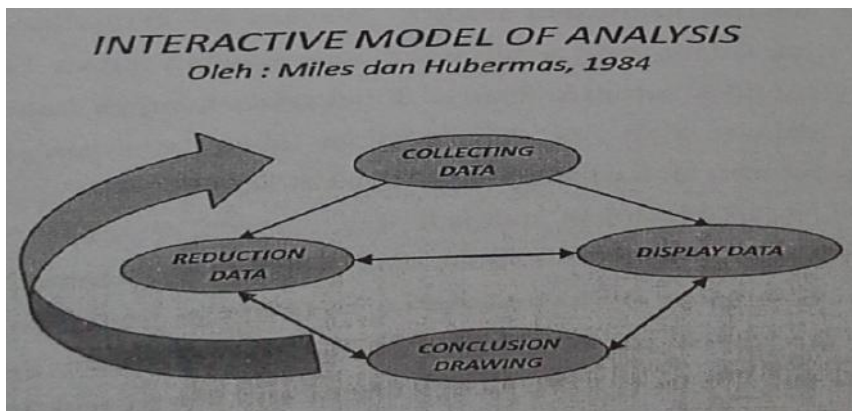 INTERACTIVE MODEL OF ANALYSIS
Oleh : Miles dan Hubermas, 1984
COLLECTING
DATA
REDUCTION
DATA
DISPLAY DATA
CONCLUSION
DRAWING